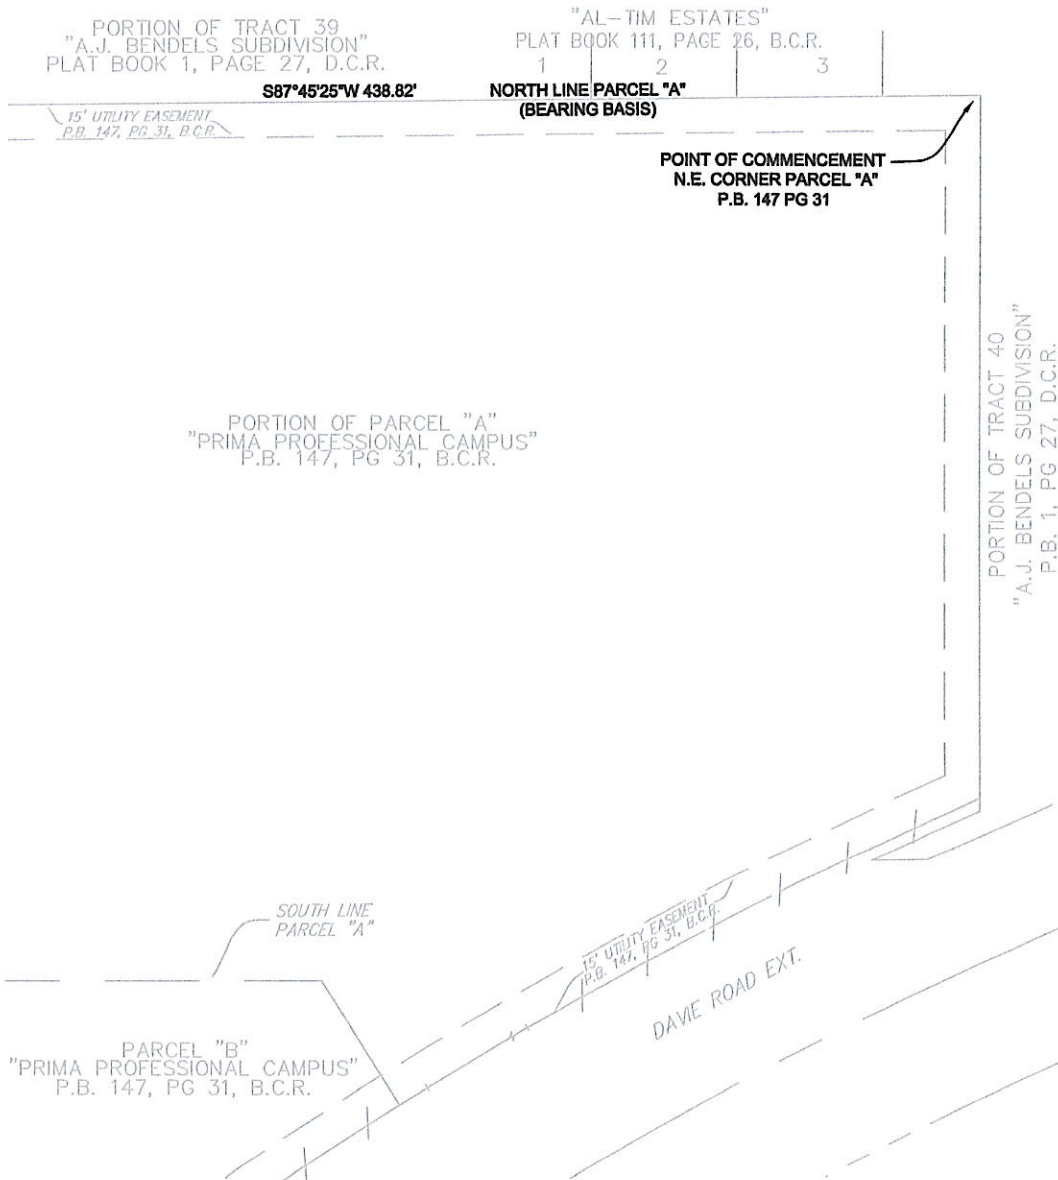 PORTION OF TRACT 39
"A.J. BENDELS SUBDIVISION"
PLAT BOOK 1, PAGE 27, D.C.R.
"AL-TIM ESTATES"
PLAT BOOK 111, PAGE 26, B.C.R.
1
2
3
S87°45'25"W 438.82'
NORTH LINE PARCEL "A"
(BEARING BASIS)
15' UTILITY EASEMENT
P.B. 147, PG 31, B.C.R.
POINT OF COMMENCEMENT
N.E. CORNER PARCEL "A"
P.B. 147 PG 31
PORTION OF TRACT 40
"A.J. BENDELS SUBDIVISION"
P.B. 1, PG 27, D.C.R.
PORTION OF PARCEL "A"
"PRIMA PROFESSIONAL CAMPUS"
P.B. 147, PG 31, B.C.R.
SOUTH LINE
PARCEL "A"
15' UTILITY EASEMENT
P.B. 147, PG 31, B.C.R.
DAVIE ROAD EXT.
PARCEL "B"
"PRIMA PROFESSIONAL CAMPUS"
P.B. 147, PG 31, B.C.R.